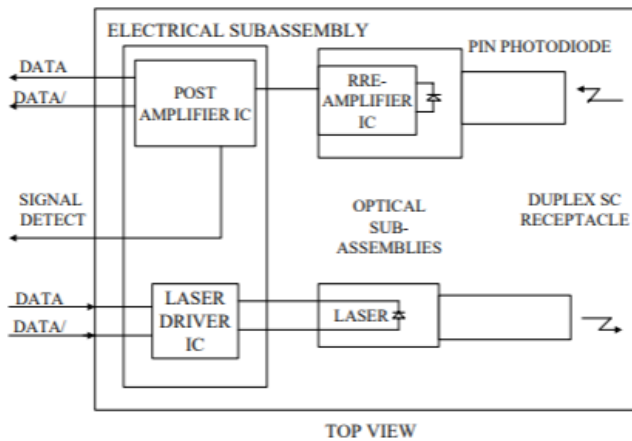 ELECTRICAL SUBASSEMBLY
DATA
DATA/
POST
AMPLIFIER IC
RRE-
AMPLIFIER
IC
PIN PHOTODIODE
SIGNAL
DETECT
OPTICAL
SUB-
ASSEMBLIES
DUPLEX SC
RECEPTACLE
DATA
DATA/
LASER
DRIVER
IC
LASER
TOP VIEW